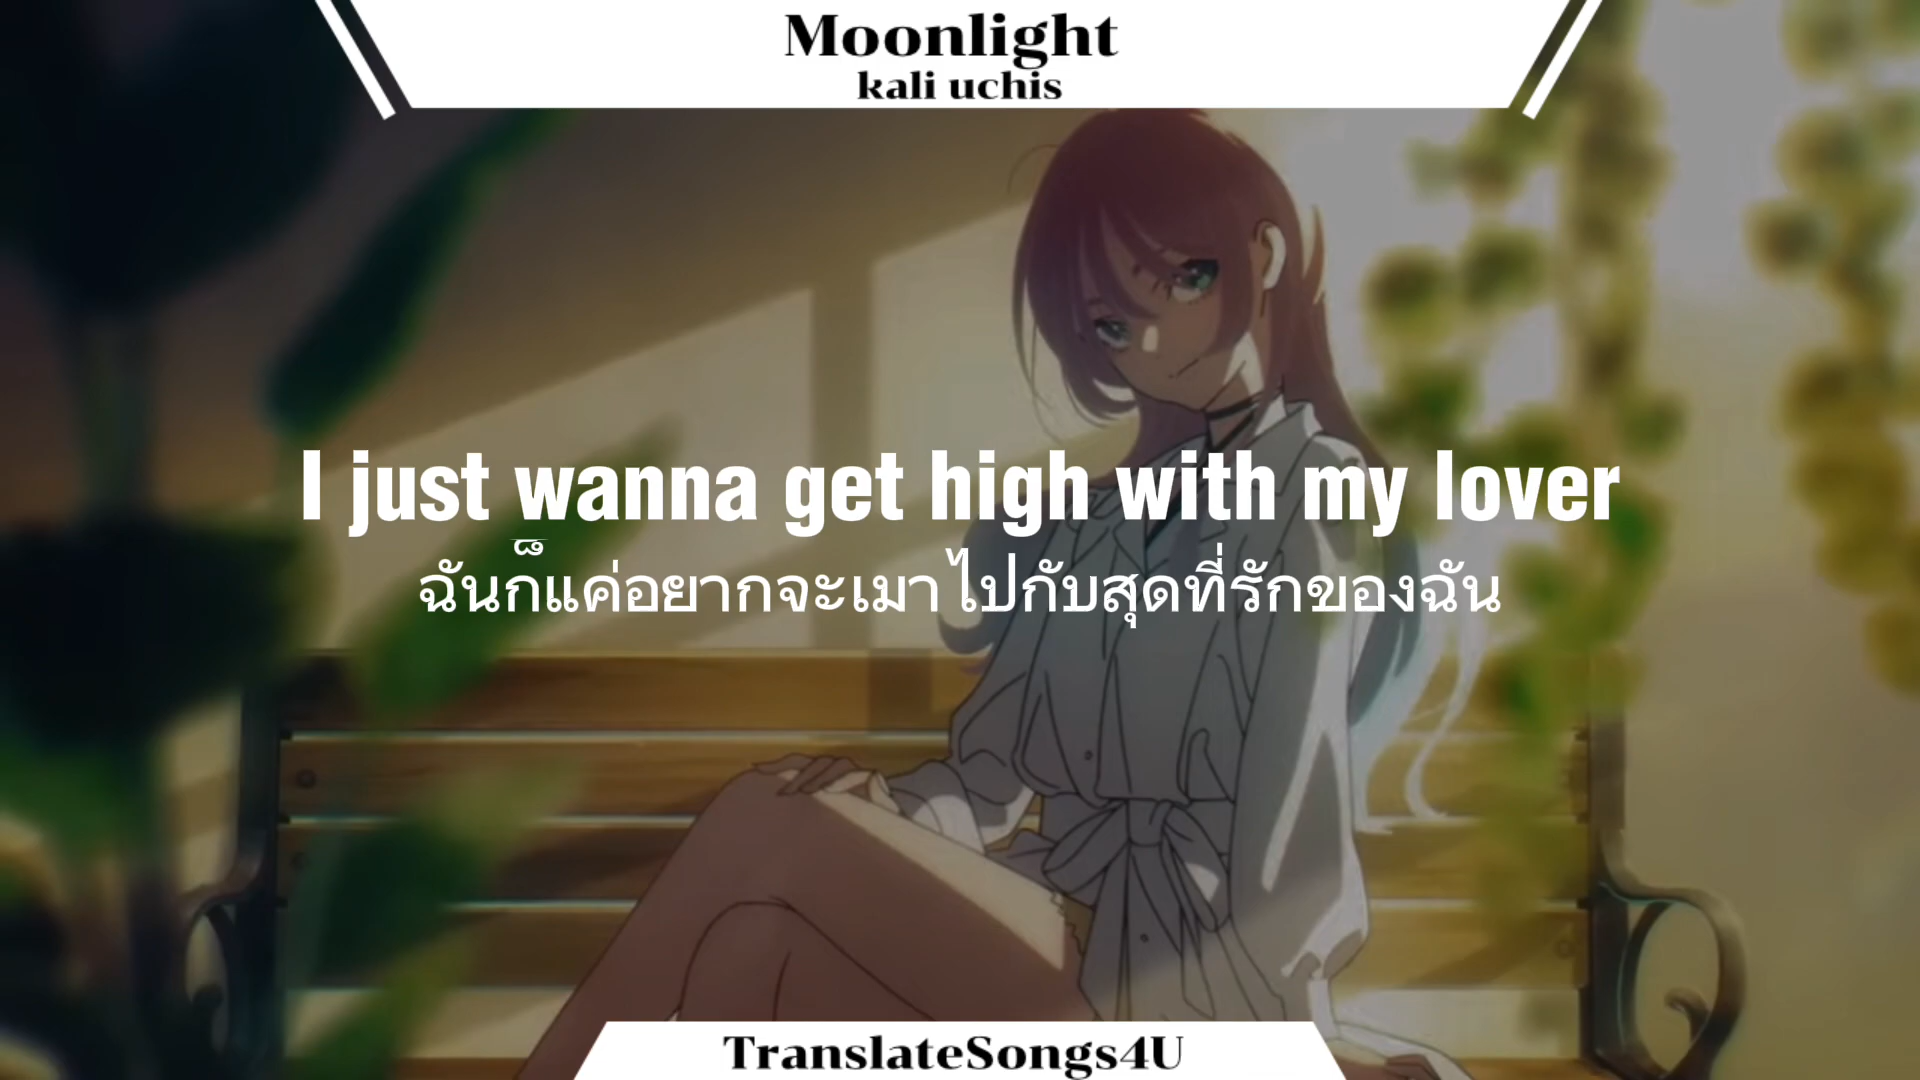 Moonlight
kali uchis
I just wanna get high with my lover
ฉันก็แค่อยากจะเมาไปกับสุดที่รักของฉัน
TranslateSongs4U